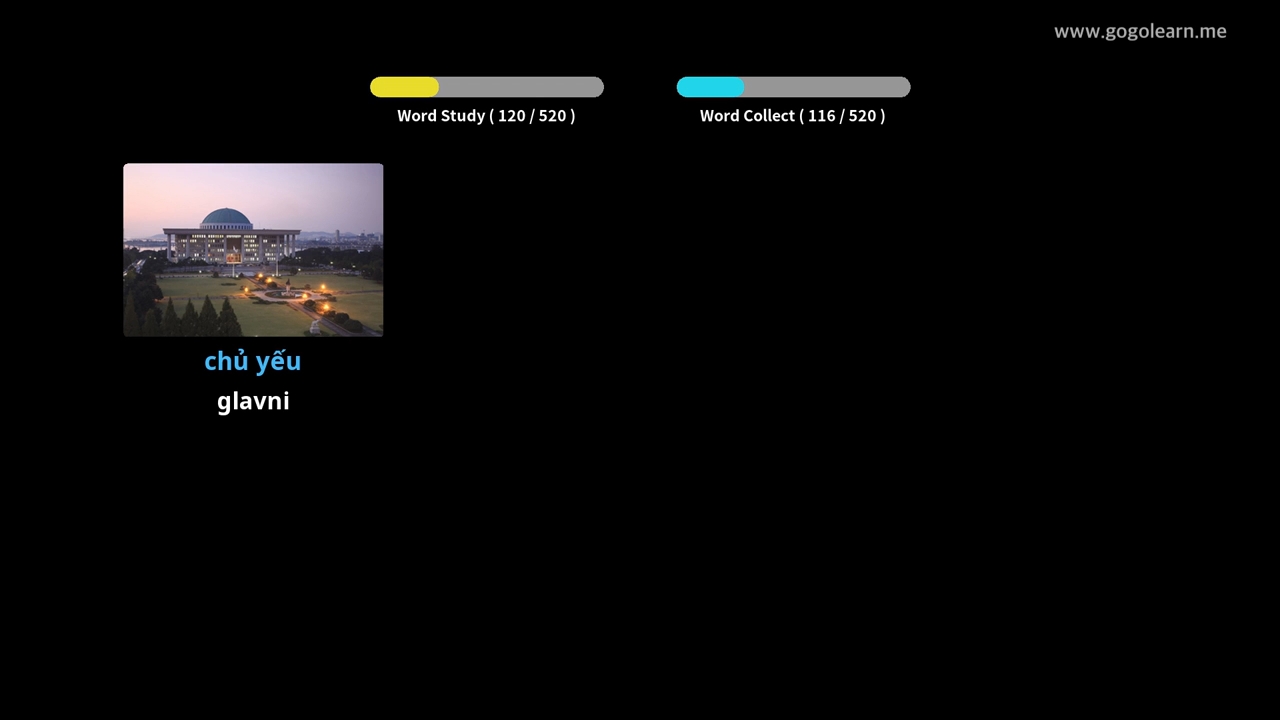 www.gogolearn.me
Word Study ( 120 / 520 )
Word Collect ( 116 / 520 )
chủ yếu
glavni